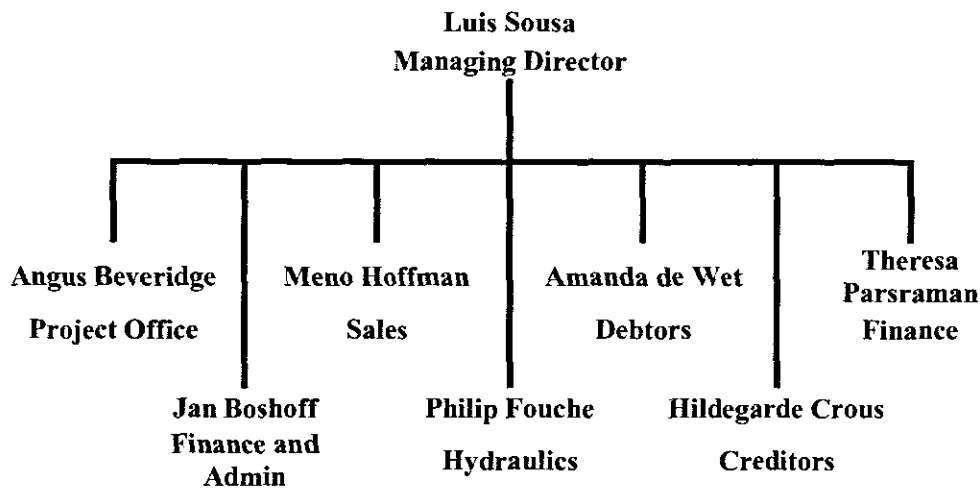 Luis Sousa
Managing Director
Angus Beveridge
Project Office
Meno Hoffman
Sales
Amanda de Wet
Debtors
Theresa
Parsraman
Finance
Jan Boshoff
Finance and
Admin
Philip Fouche
Hydraulics
Hildegarde Crous
Creditors